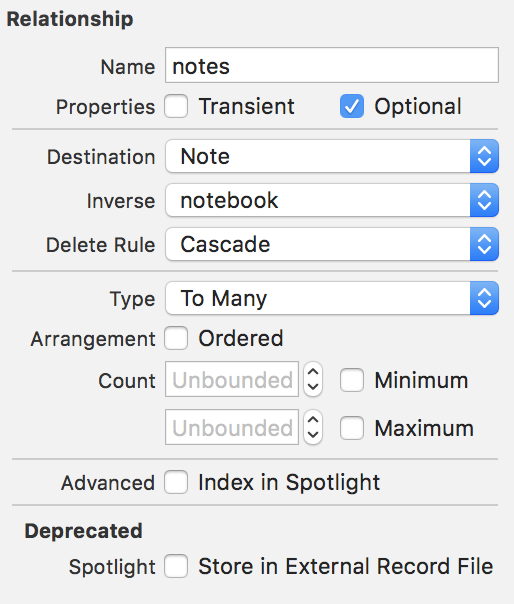 Relationship
Name notes
Properties Transient Optional
Destination Note
Inverse notebook
Delete Rule Cascade
Type To Many
Arrangement Ordered
Count Unbounded Minimum
Unbounded Maximum
Advanced Index in Spotlight
Deprecated
Spotlight Store in External Record File